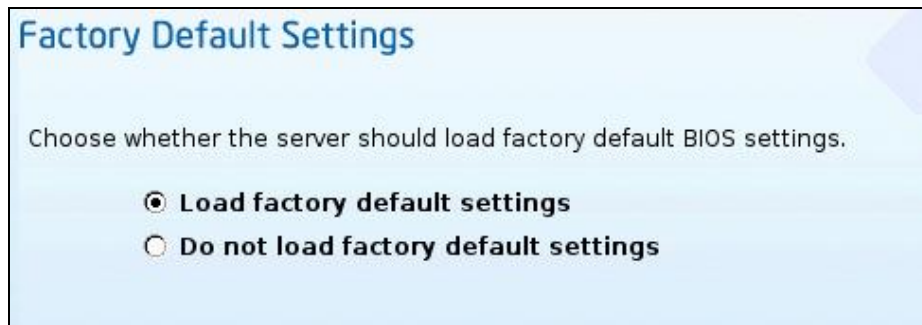 Factory Default Settings
Choose whether the server should load factory default BIOS settings.
Load factory default settings
Do not load factory default settings